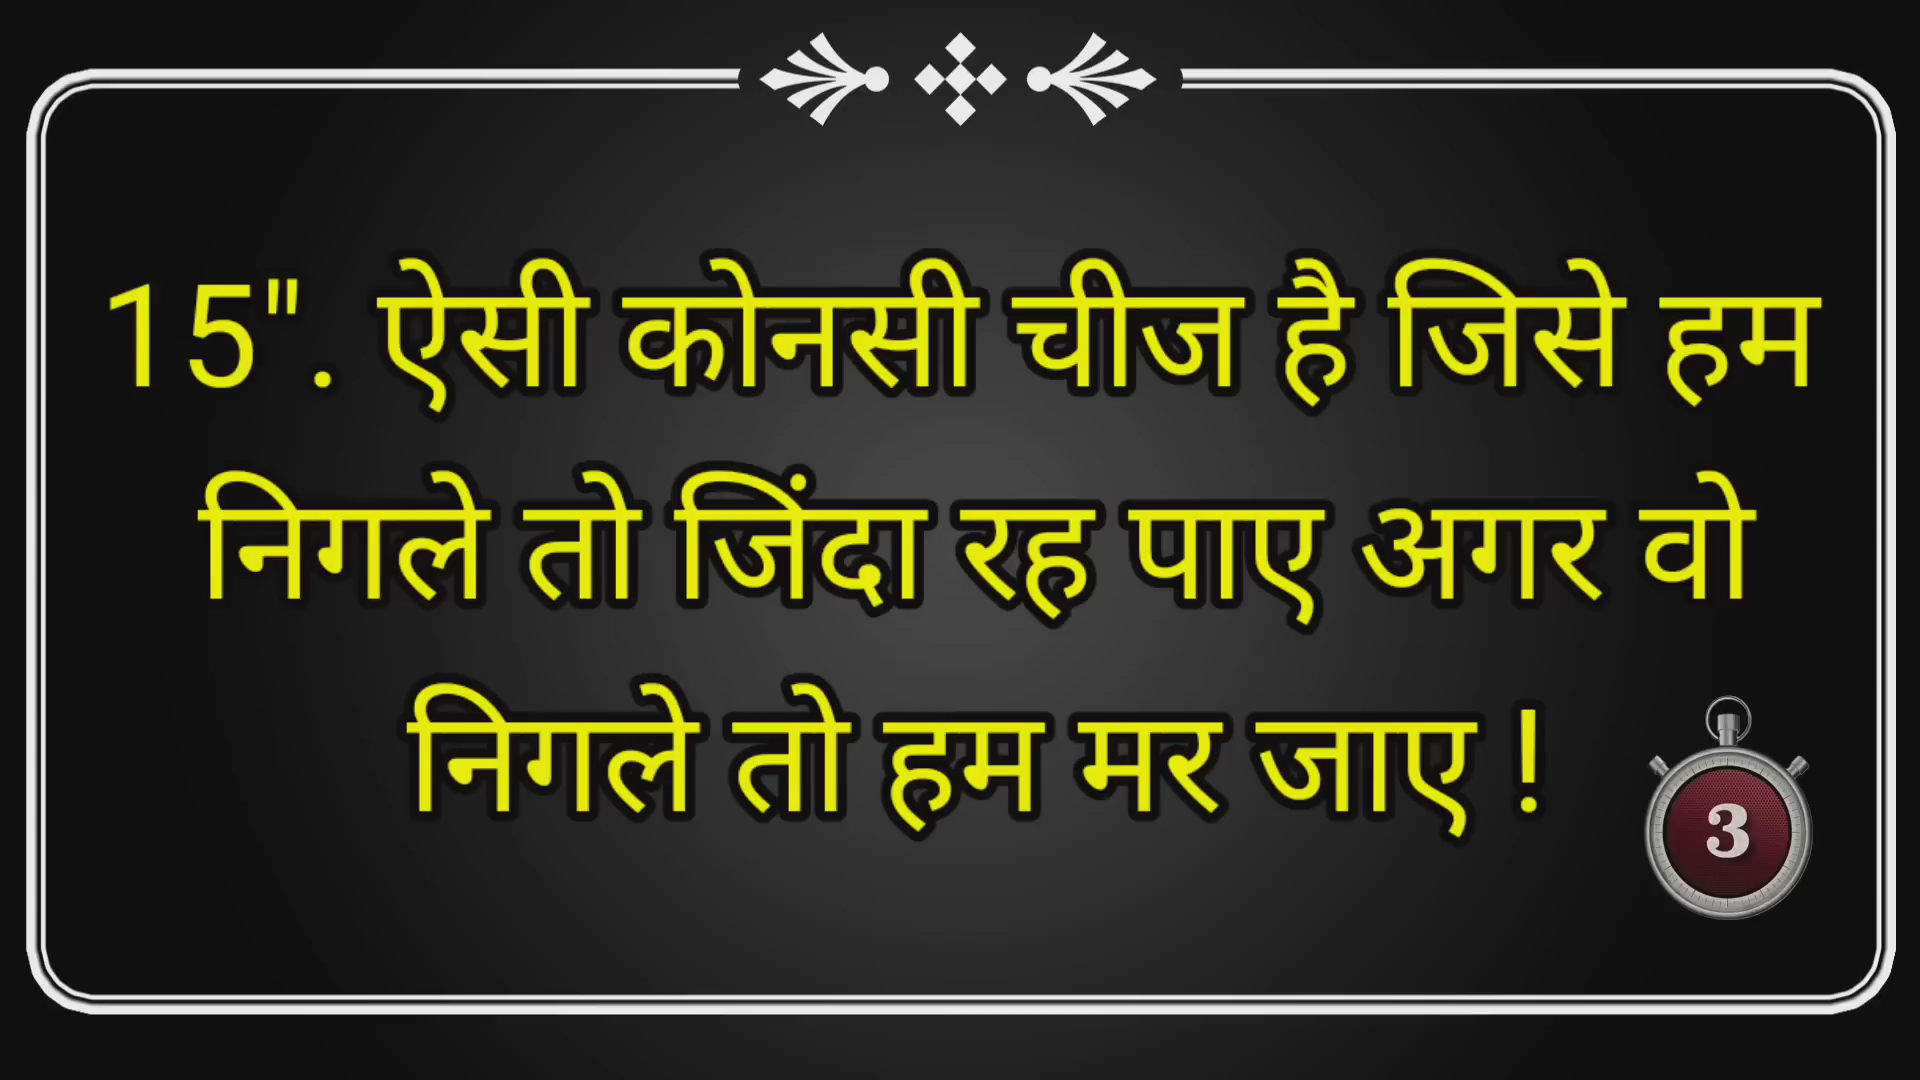 15". ऐसी कोनसी चीज है जिसे हम
निगले तो जिंदा रह पाए अगर वो
निगले तो हम मर जाए !
3